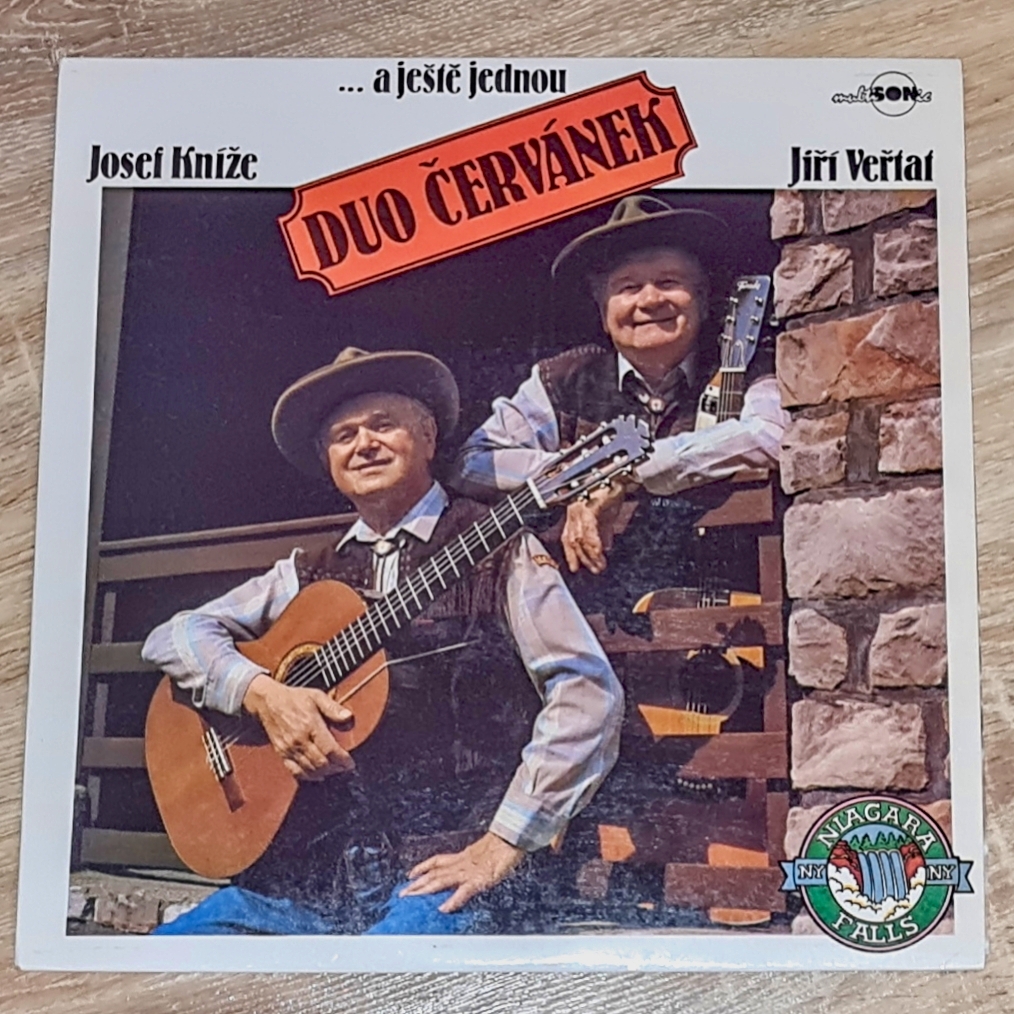 ... a ještě jednou
multiSONic
Josef Kníže
DUO ČERVÁNEK
Jiří Veřtat
NIAGARA
NY NY
FALLS